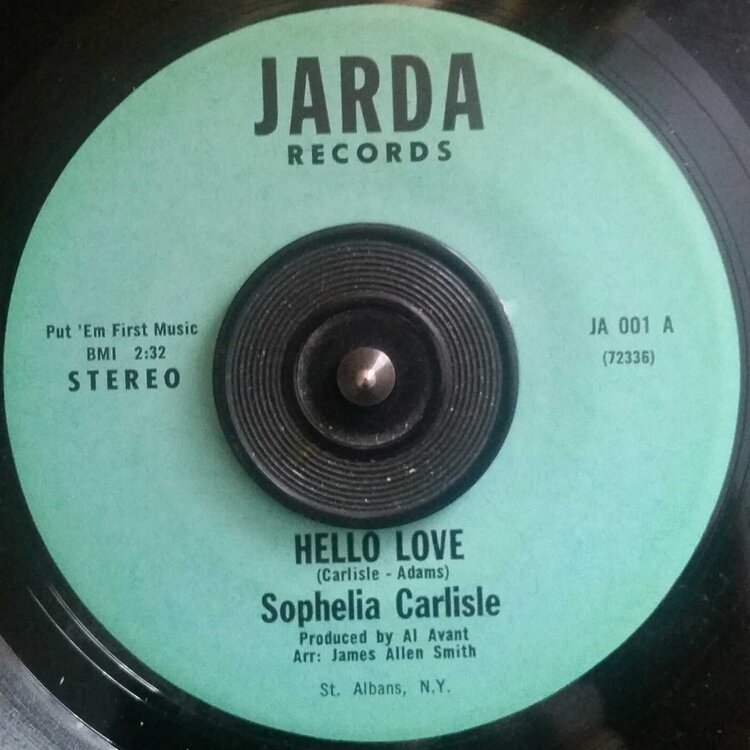 JARDA
RECORDS
Put 'Em First Music
BMI 2:32
STEREO
JA 001 A
(72336)
HELLO LOVE
(Carlisle - Adams)
Sophelia Carlisle
Produced by Al Avant
Arr: James Allen Smith
St. Albans, N.Y.